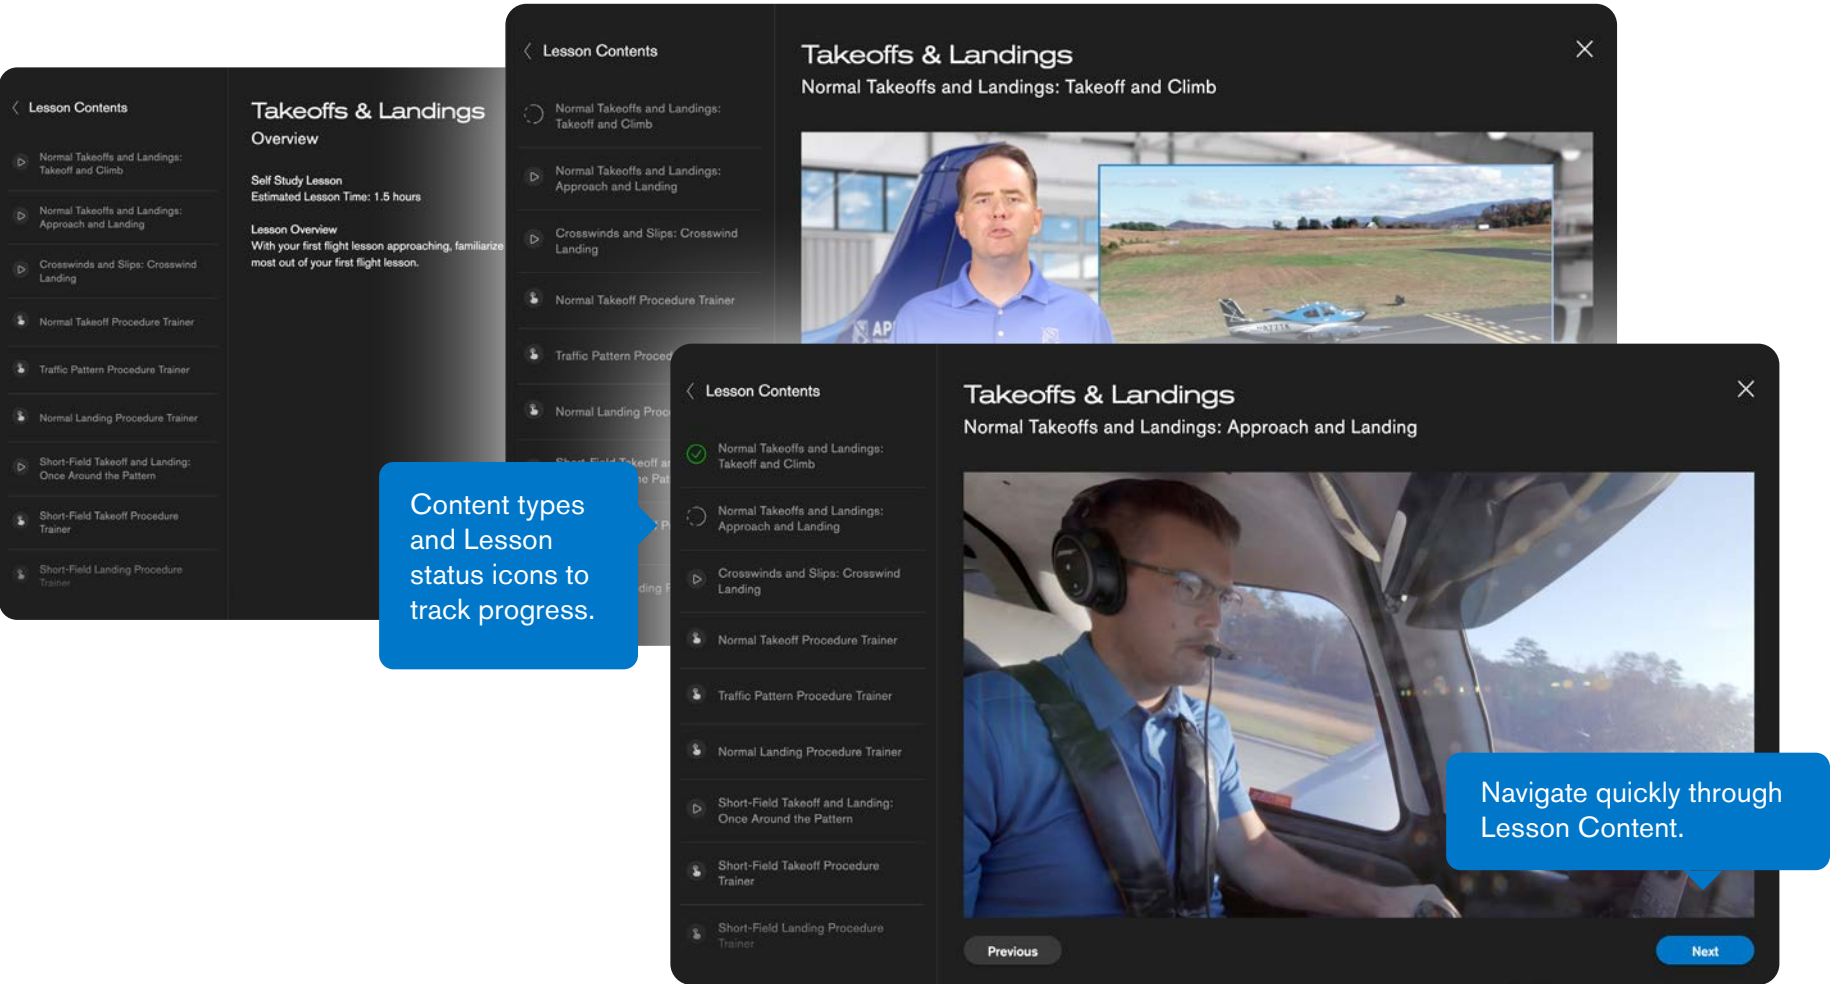 Lesson Contents
Normal Takeoffs and Landings:
Takeoff and Climb
Normal Takeoffs and Landings:
Approach and Landing
Crosswinds and Slips: Crosswind
Landing
Normal Takeoff Procedure Trainer
Traffic Pattern Procedure Trainer
Normal Landing Procedure Trainer
Short-Field Takeoff and Landing:
Once Around the Pattern
Short-Field Takeoff Procedure
Trainer
Short-Field Landing Procedure
Trainer
Takeoffs & Landings
Overview
Self Study Lesson
Estimated Lesson Time: 1.5 hours
Lesson Overview
With your first flight lesson approaching, familiarize
most out of your first flight lesson.
Lesson Contents
Normal Takeoffs and Landings:
Takeoff and Climb
Normal Takeoffs and Landings:
Approach and Landing
Crosswinds and Slips: Crosswind
Landing
Normal Takeoff Procedure Trainer
Traffic Pattern Proced
Normal Landing Proc
Short-Field Takeoff a
Takeoffs & Landings
Normal Takeoffs and Landings: Takeoff and Climb
AP
Content types
and Lesson
status icons to
track progress.
Lesson Contents
Normal Takeoffs and Landings:
Takeoff and Climb
Normal Takeoffs and Landings:
Approach and Landing
Crosswinds and Slips: Crosswind
Landing
Normal Takeoff Procedure Trainer
Traffic Pattern Procedure Trainer
Normal Landing Procedure Trainer
Short-Field Takeoff and Landing:
Once Around the Pattern
Short-Field Takeoff Procedure
Trainer
Short-Field Landing Procedure
Trainer
Takeoffs & Landings
Normal Takeoffs and Landings: Approach and Landing
Navigate quickly through
Lesson Content.
Previous
Next